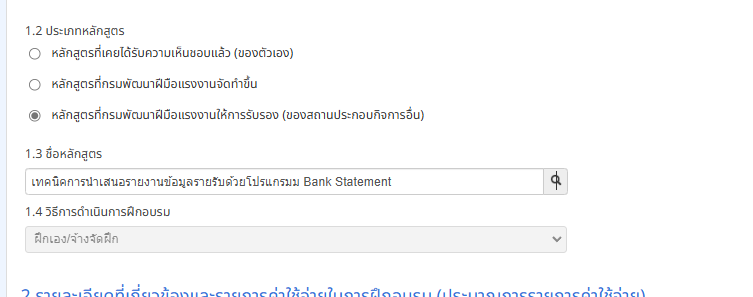 1.2 ประเภทหลักสูตร
หลักสูตรที่เคยได้รับความเห็นชอบแล้ว (ของตัวเอง)
หลักสูตรที่กรมพัฒนาฝีมือแรงงานจัดทำขึ้น
หลักสูตรที่กรมพัฒนาฝีมือแรงงานให้การรับรอง (ของสถานประกอบกิจการอื่น)
1.3 ชื่อหลักสูตร
เทคนิคการนำเสนอรายงานข้อมูลรายรับด้วยโปรแกรมม Bank Statement
1.4 วิธีการดำเนินการฝึกอบรม
ฝึกเอง/จ้างจัดฝึก
2 รายละเอียดที่เกี่ยวข้องและรายการค่าใช้จ่ายในการฝึกอบรม (ประมาณการรายการค่าใช้จ่าย)